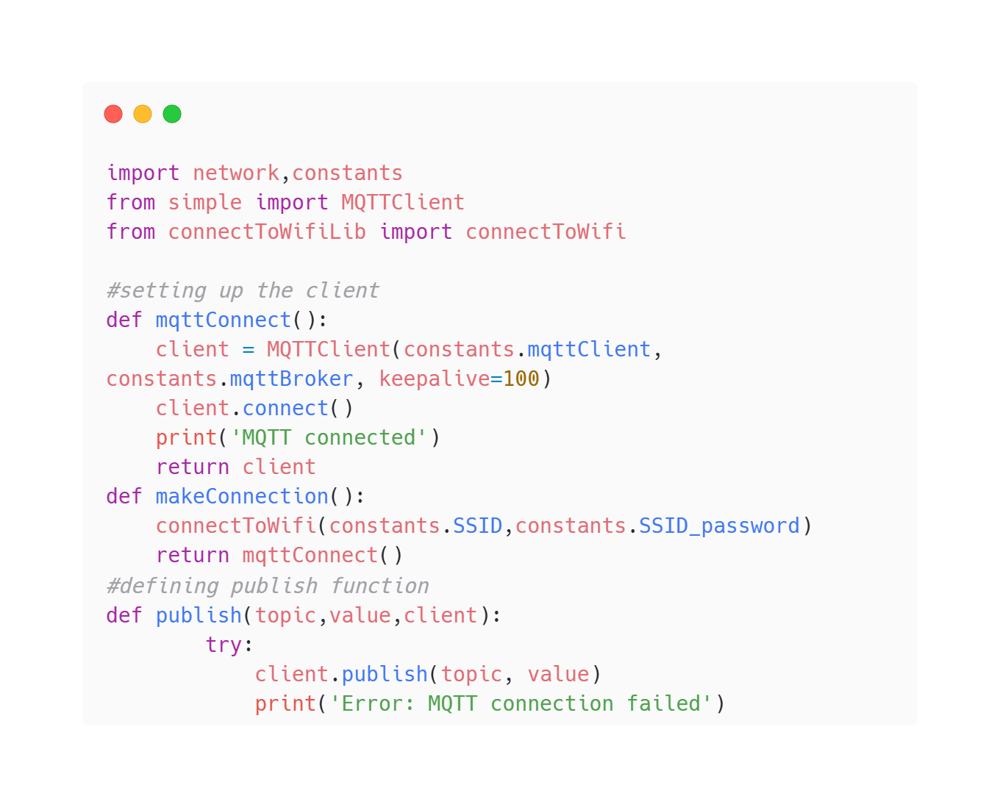 import network,constants
from simple import MQTTClient
from connectToWifiLib import connectToWifi

#setting up the client
def mqttConnect():
    client = MQTTClient(constants.mqttClient,
constants.mqttBroker, keepalive=100)
    client.connect()
    print('MQTT connected')
    return client
def makeConnection():
    connectToWifi(constants.SSID,constants.SSID_password)
    return mqttConnect()
#defining publish function
def publish(topic,value,client):
        try:
            client.publish(topic, value)
            print('Error: MQTT connection failed')